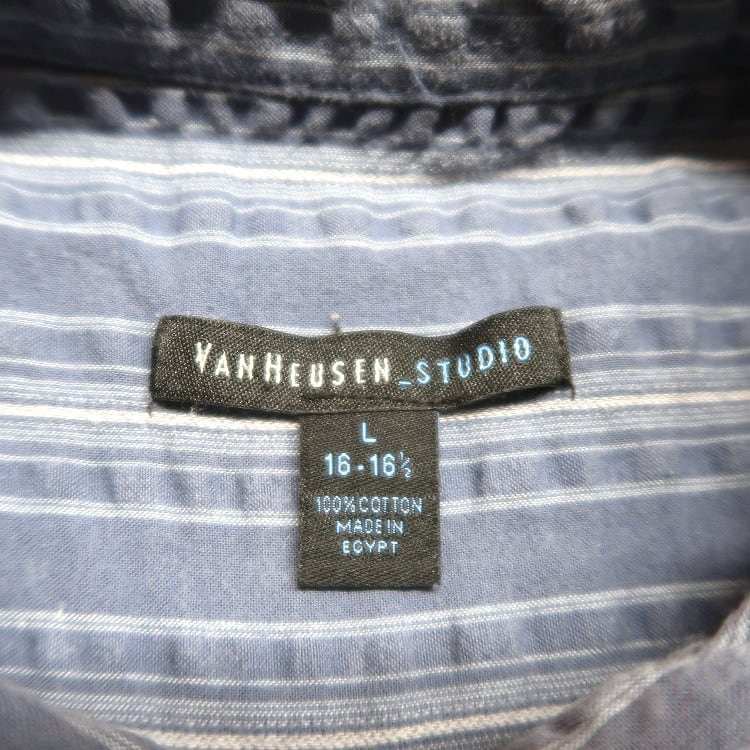 VANHEUSEN_STUDIO
L
16-16½
100% COTTON
MADE IN
EGYPT